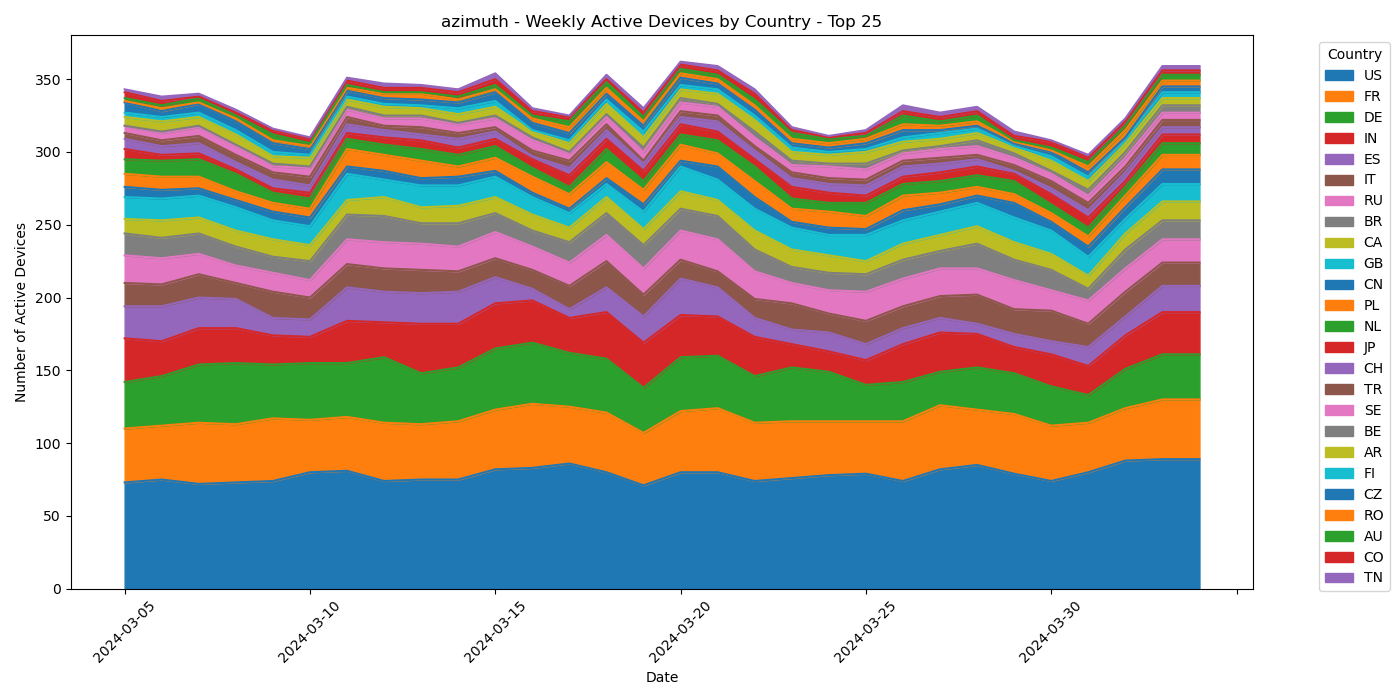 azimuth - Weekly Active Devices by Country - Top 25
Number of Active Devices
350
300
250
200
150
100
50
0
2024-03-05
2024-03-10
2024-03-15
2024-03-20
2024-03-25
2024-03-30
Date
Country
US
FR
DE
IN
ES
IT
RU
BR
CA
GB
CN
PL
NL
JP
CH
TR
SE
BE
AR
FI
CZ
RO
AU
CO
TN